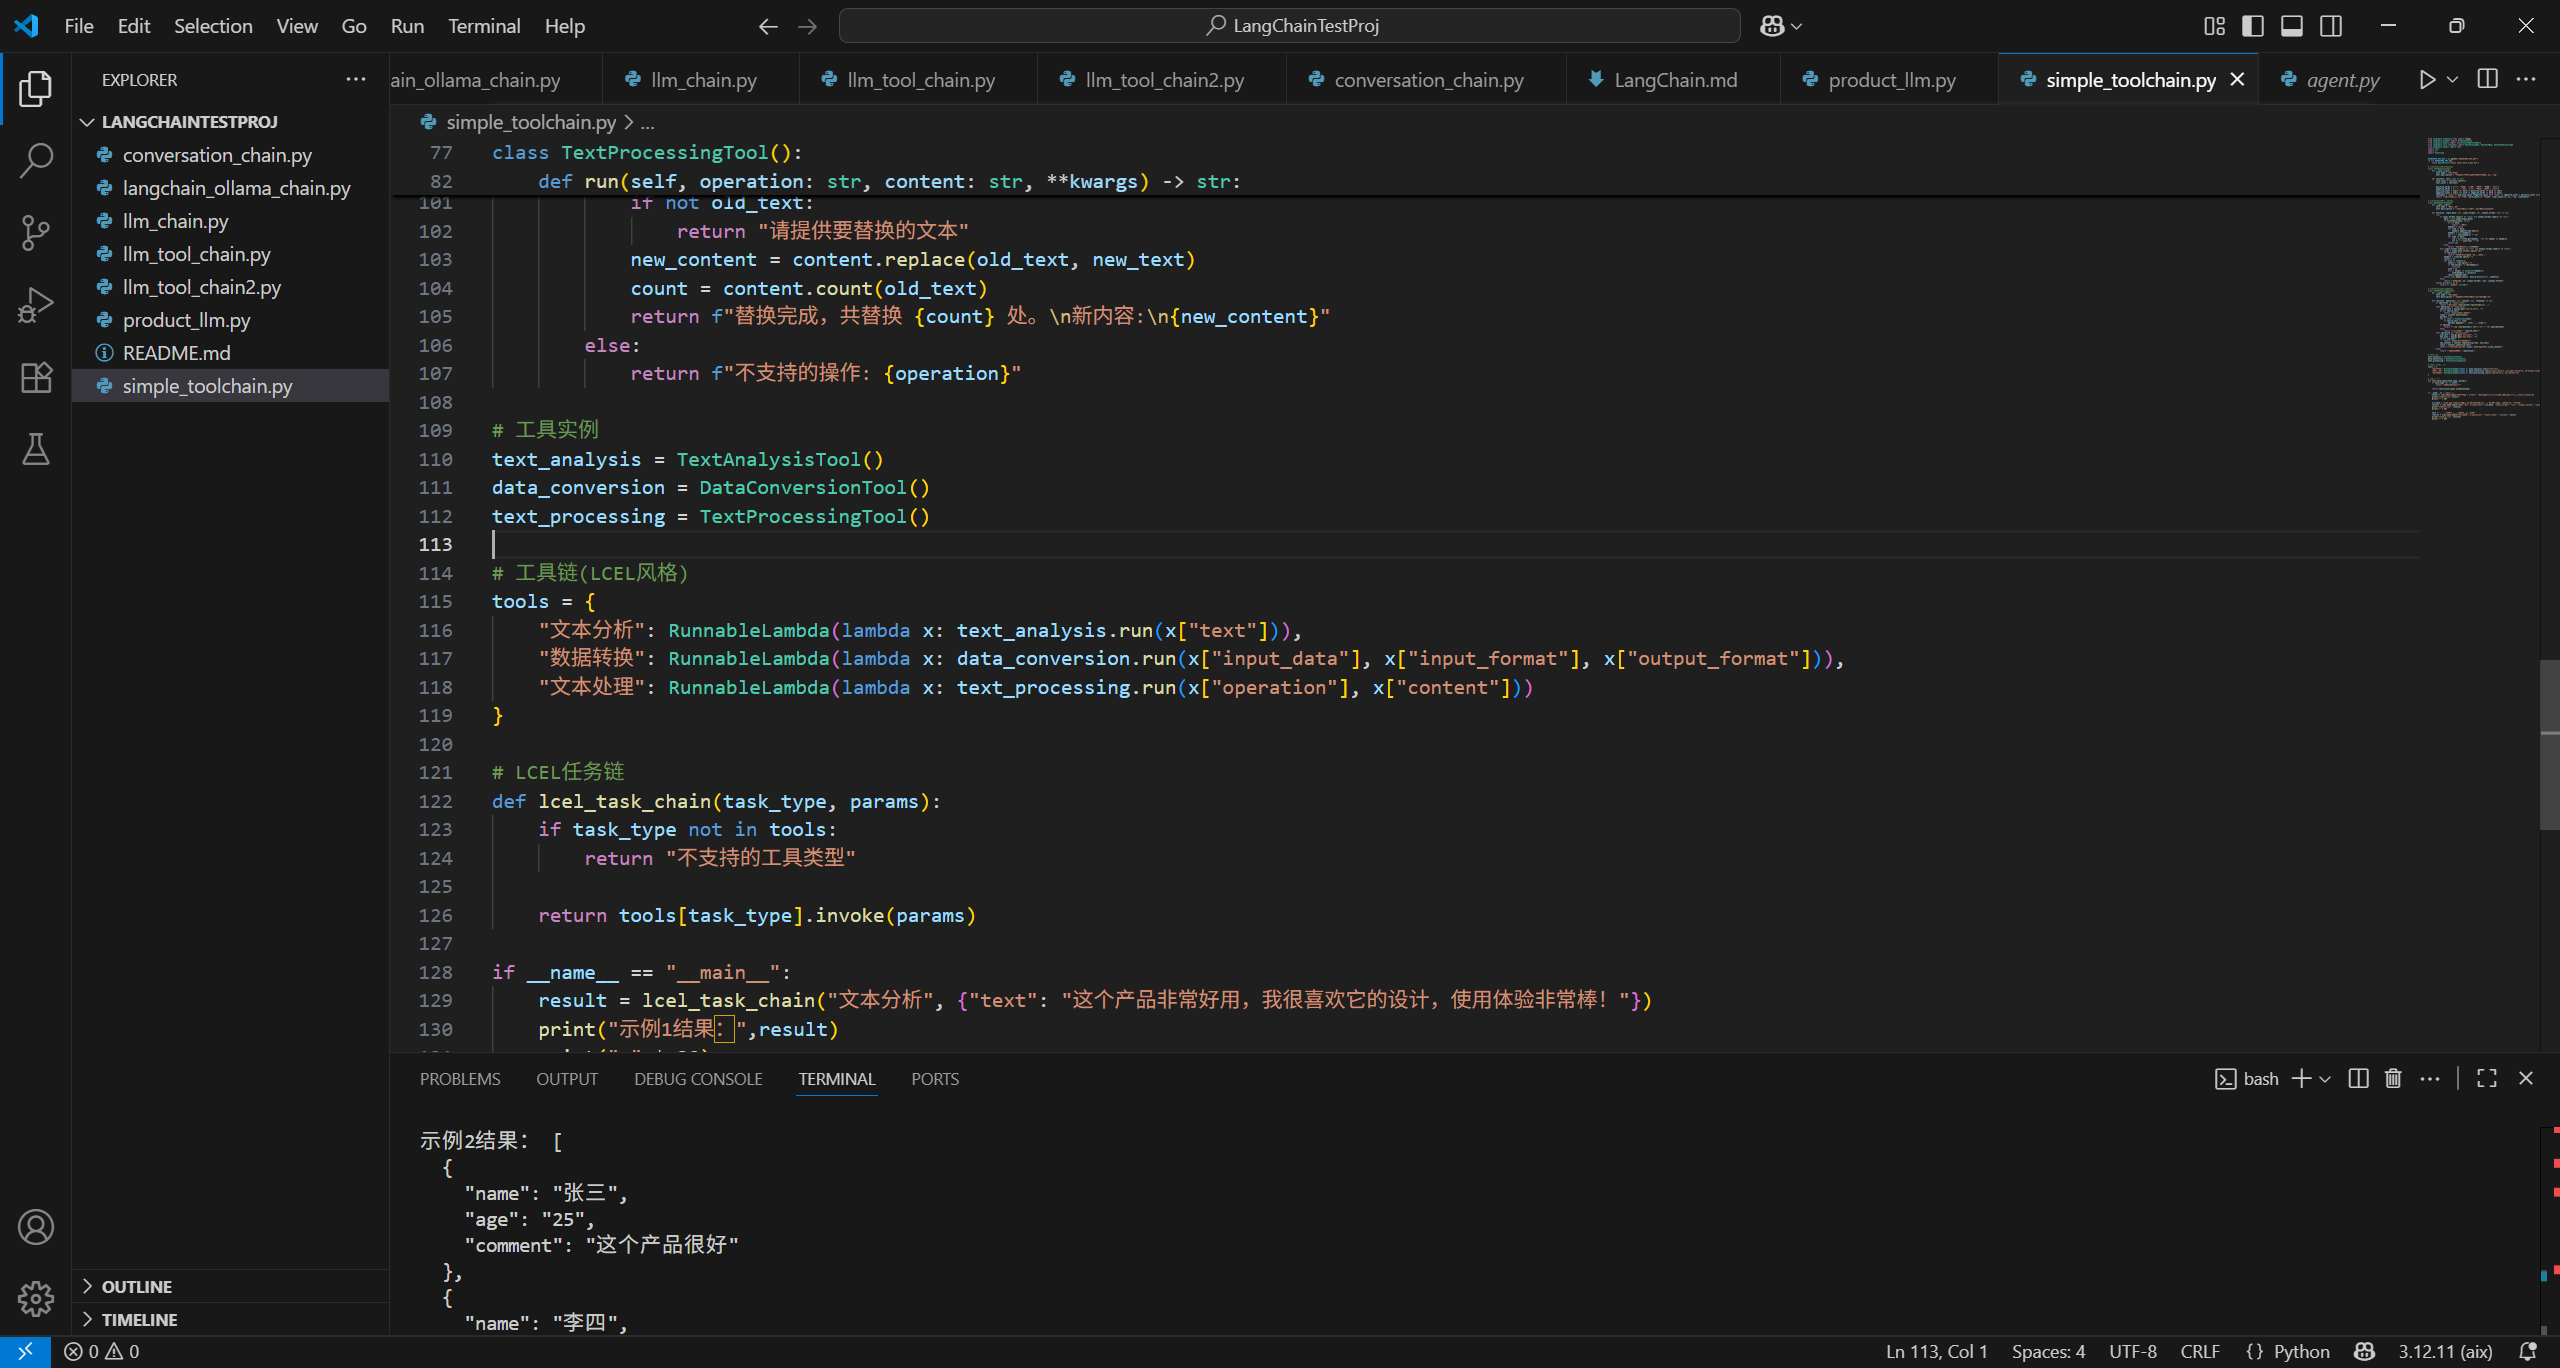 File Edit Selection View Go Run Terminal Help
LangChainTestProj
EXPLORER
LANGCHAINTESTPROJ
conversation_chain.py
langchain_ollama_chain.py
llm_chain.py
llm_tool_chain.py
llm_tool_chain2.py
product_llm.py
README.md
simple_toolchain.py
OUTLINE
TIMELINE
ain_ollama_chain.py llm_chain.py llm_tool_chain.py llm_tool_chain2.py conversation_chain.py LangChain.md product_llm.py simple_toolchain.py agent.py
simple_toolchain.py > ...
77 class TextProcessingTool():
82 def run(self, operation: str, content: str, **kwargs) -> str:
101 if not old_text:
102 return "请提供要替换的文本"
103 new_content = content.replace(old_text, new_text)
104 count = content.count(old_text)
105 return f"替换完成，共替换 {count} 处。\n新内容:\n{new_content}"
106 else:
107 return f"不支持的操作: {operation}"
108
109 # 工具实例
110 text_analysis = TextAnalysisTool()
111 data_conversion = DataConversionTool()
112 text_processing = TextProcessingTool()
113
114 # 工具链(LCEL风格)
115 tools = {
116 "文本分析": RunnableLambda(lambda x: text_analysis.run(x["text"])),
117 "数据转换": RunnableLambda(lambda x: data_conversion.run(x["input_data"], x["input_format"], x["output_format"])),
118 "文本处理": RunnableLambda(lambda x: text_processing.run(x["operation"], x["content"]))
119 }
120
121 # LCEL任务链
122 def lcel_task_chain(task_type, params):
123 if task_type not in tools:
124 return "不支持的工具类型"
125
126 return tools[task_type].invoke(params)
127
128 if __name__ == "__main__":
129 result = lcel_task_chain("文本分析", {"text": "这个产品非常好用，我很喜欢它的设计，使用体验非常棒！"})
130 print("示例1结果：",result)
PROBLEMS OUTPUT DEBUG CONSOLE TERMINAL PORTS
bash
示例2结果： [
{
"name": "张三",
"age": "25",
"comment": "这个产品很好"
},
{
"name": "李四",
0 0
Ln 113, Col 1 Spaces: 4 UTF-8 CRLF {} Python 3.12.11 (aix)